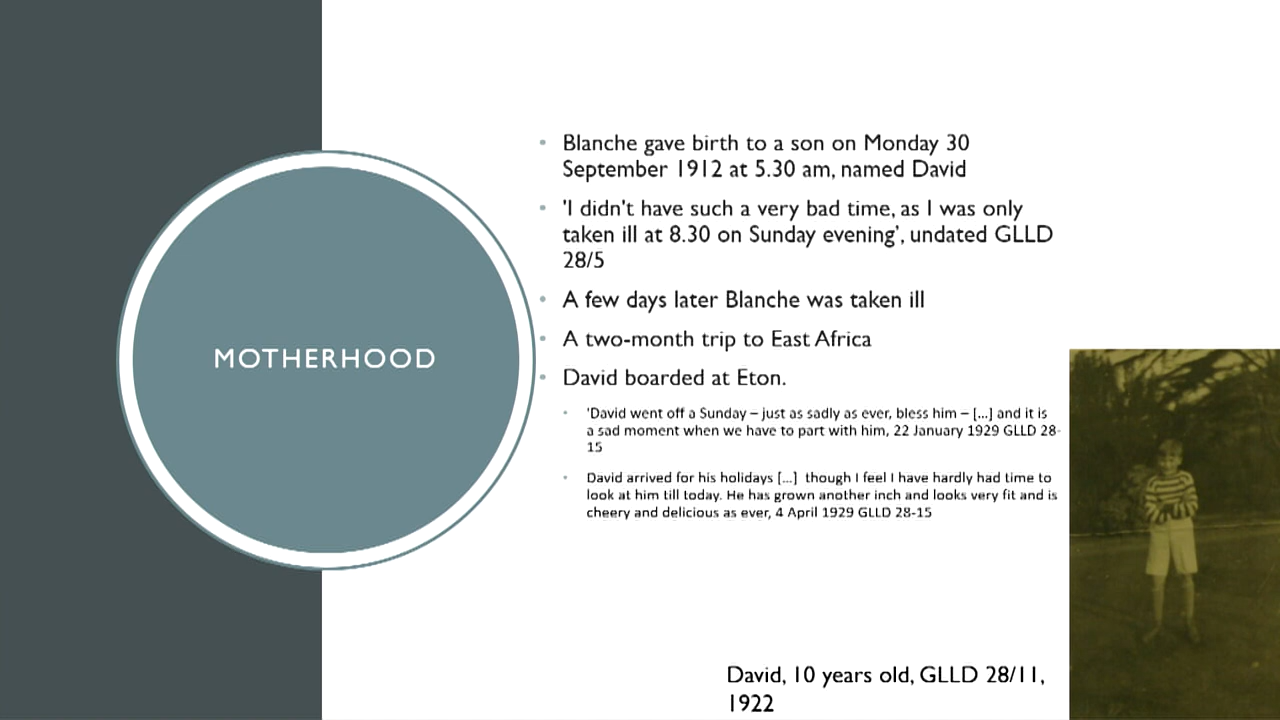 MOTHERHOOD
• Blanche gave birth to a son on Monday 30
September 1912 at 5.30 am, named David
• 'I didn't have such a very bad time, as I was only
taken ill at 8.30 on Sunday evening', undated GLLD
28/5
• A few days later Blanche was taken ill
• A two-month trip to East Africa
• David boarded at Eton.
• 'David went off a Sunday – just as sadly as ever, bless him – [...] and it is
a sad moment when we have to part with him, 22 January 1929 GLLD 28-
15
• David arrived for his holidays [...] though I feel I have hardly had time to
look at him till today. He has grown another inch and looks very fit and is
cheery and delicious as ever, 4 April 1929 GLLD 28-15
David, 10 years old, GLLD 28/11,
1922